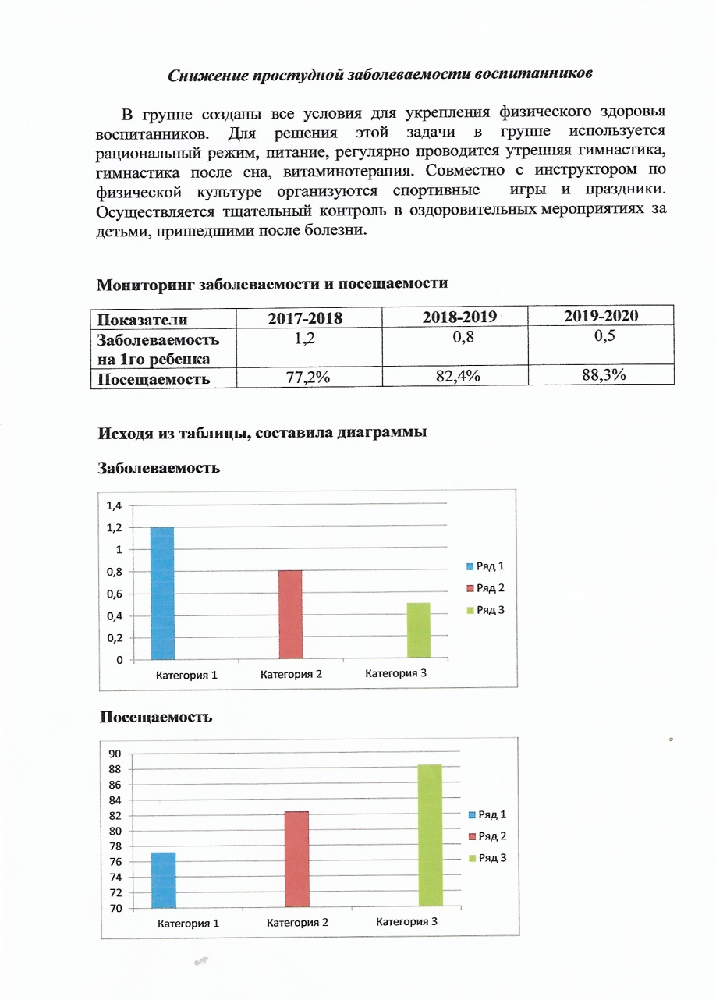 Снижение простудной заболеваемости воспитанников
В группе созданы все условия для укрепления физического здоровья
воспитанников. Для решения этой задачи в группе используется
рациональный режим, питание, регулярно проводится утренняя гимнастика,
гимнастика после сна, витаминотерапия. Совместно с инструктором по
физической культуре организуются спортивные игры и праздники.
Осуществляется тщательный контроль в оздоровительных мероприятиях за
детьми, пришедшими после болезни.
Мониторинг заболеваемости и посещаемости
Показатели 2017-2018 2018-2019 2019-2020
Заболеваемость 1,2 0,8 0,5
на 1го ребенка
Посещаемость 77,2% 82,4% 88,3%
Исходя из таблицы, составила диаграммы
Заболеваемость
1,4
1,2
1
0,8
0,6
0,4
0,2
0
Категория 1 Категория 2 Категория 3
Ряд 1
Ряд 2
Ряд 3
Посещаемость
90
88
86
84
82
80
78
76
74
72
70
Категория 1 Категория 2 Категория 3
Ряд 1
Ряд 2
Ряд 3